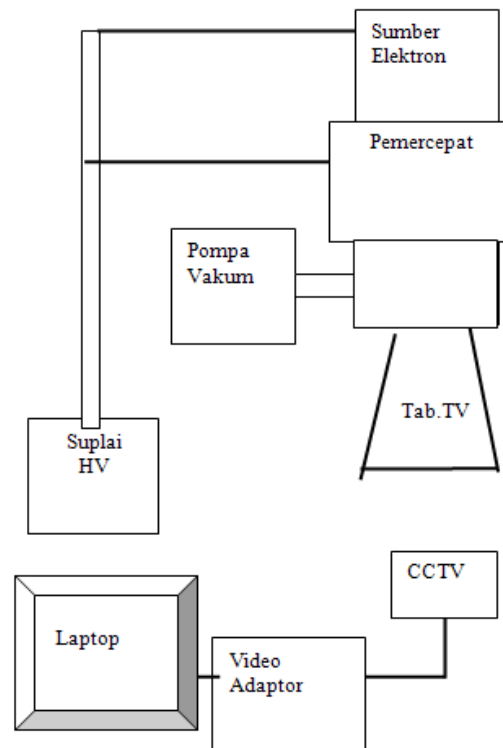 Sumber
Elektron
Pemercepat
Pompa
Vakum
Tab.TV
Suplai
HV
CCTV
Laptop
Video
Adaptor